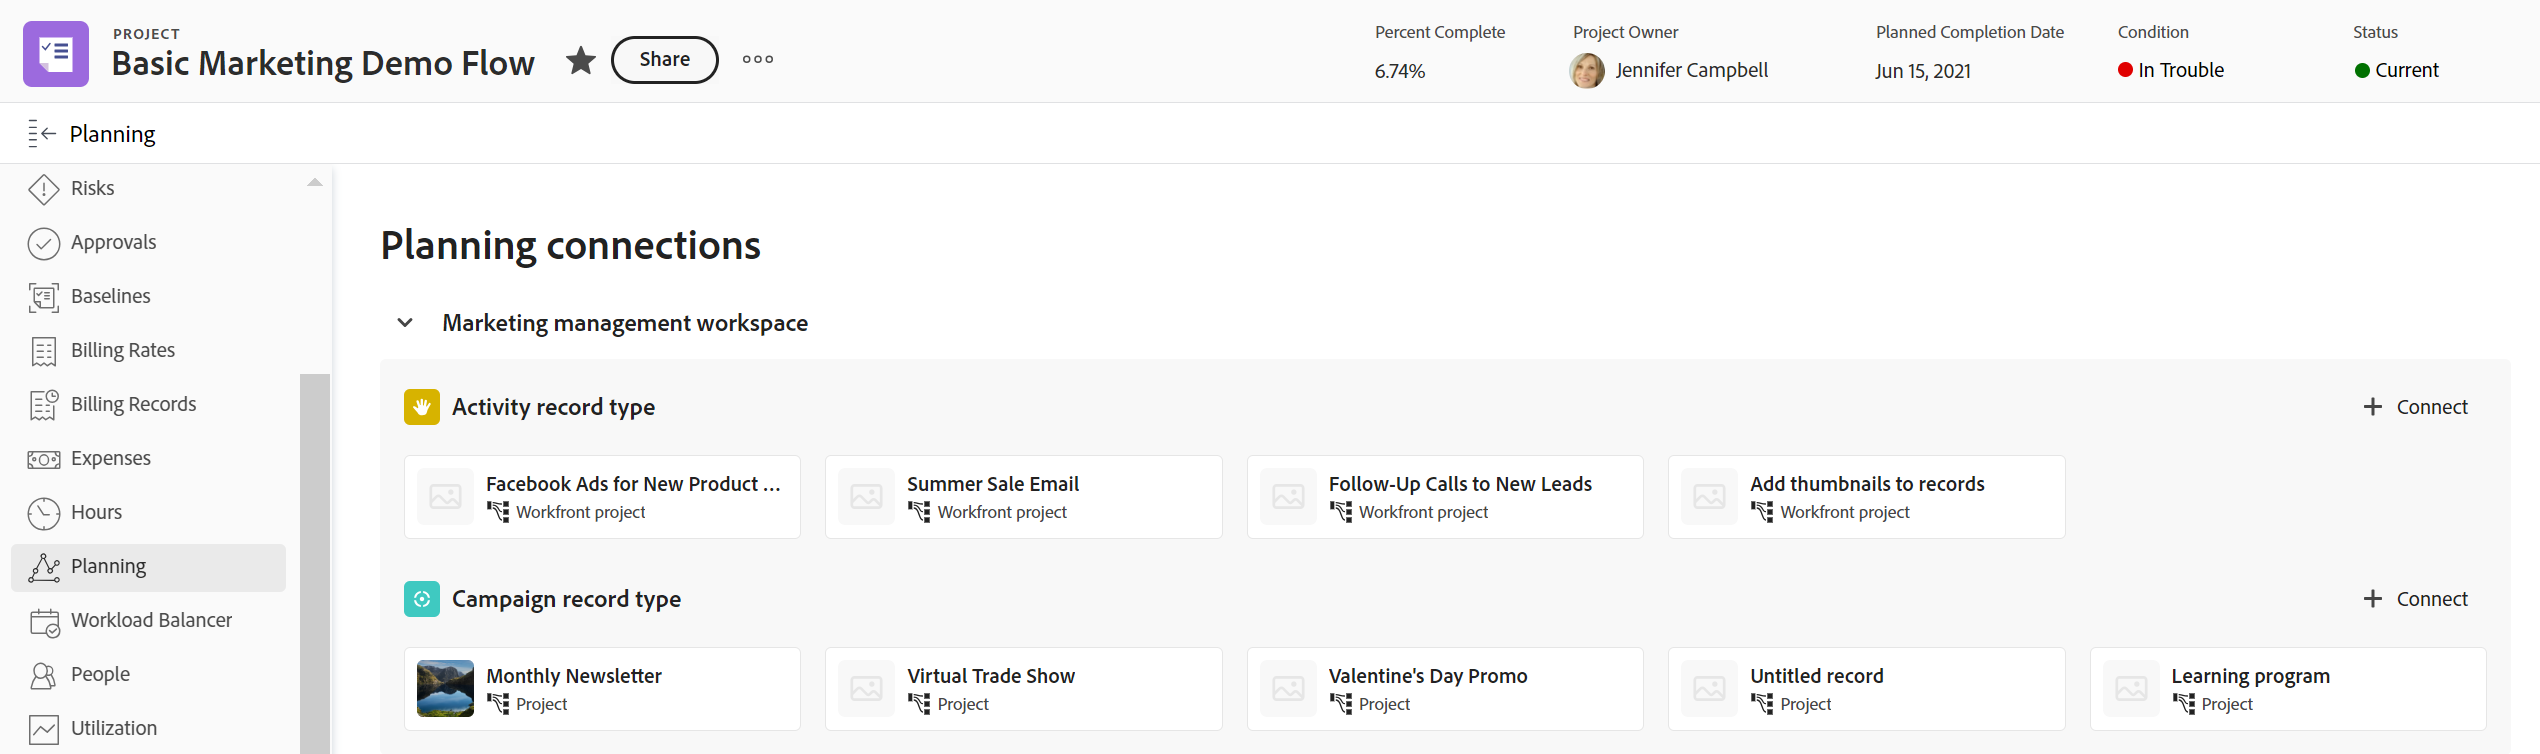 PROJECT
Basic Marketing Demo Flow
Share
Percent Complete
6.74%
Project Owner
Jennifer Campbell
Planned Completion Date
Jun 15, 2021
Condition
In Trouble
Status
Current
Planning
Risks
Approvals
Baselines
Billing Rates
Billing Records
Expenses
Hours
Planning
Workload Balancer
People
Utilization
Planning connections
Marketing management workspace
Activity record type
Connect
Facebook Ads for New Product ...
Workfront project
Summer Sale Email
Workfront project
Follow-Up Calls to New Leads
Workfront project
Add thumbnails to records
Workfront project
Campaign record type
Connect
Monthly Newsletter
Project
Virtual Trade Show
Project
Valentine's Day Promo
Project
Untitled record
Project
Learning program
Project